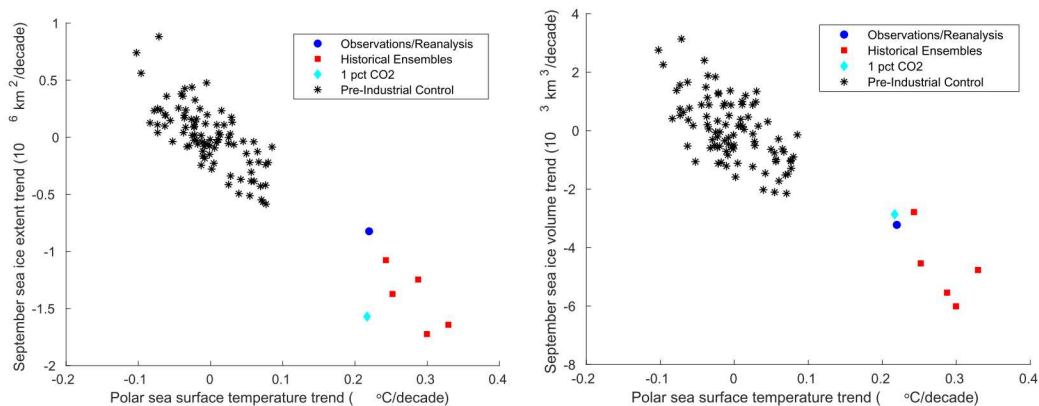 1
0.5
0
-0.5
-1
-1.5
-2
-0.2
-0.1
0
0.1
0.2
0.3
0.4
September sea ice extent trend (10 6 km 2/decade)
Polar sea surface temperature trend ( oC/decade)
Observations/Reanalysis
Historical Ensembles
1 pct CO2
Pre-Industrial Control
4
2
0
-2
-4
-6
-8
-0.2
-0.1
0
0.1
0.2
0.3
0.4
September sea ice volume trend (10 3 km3/decade)
Polar sea surface temperature trend ( oC/decade)
Observations/Reanalysis
Historical Ensembles
1 pct CO2
Pre-Industrial Control